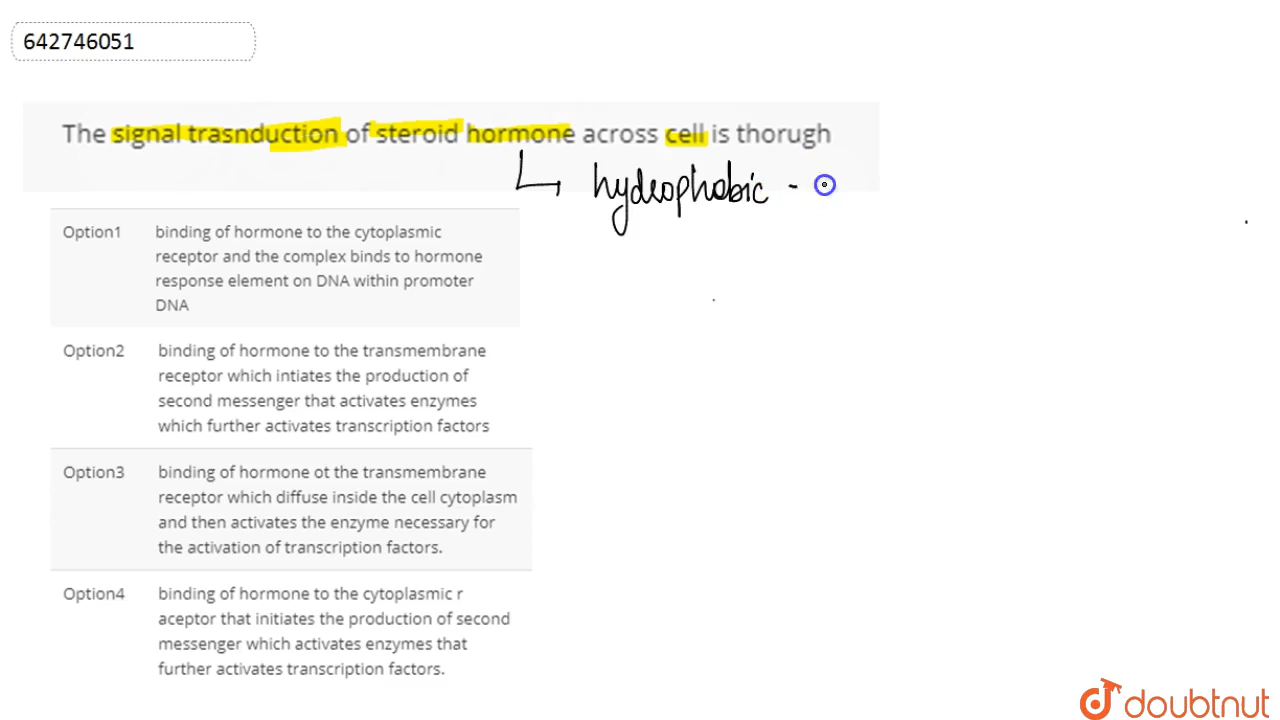 642746051
The signal trasnduction of steroid hormone across cell is thorugh
hydrophobic -
Option1 binding of hormone to the cytoplasmic
receptor and the complex binds to hormone
response element on DNA within promoter
DNA
Option2 binding of hormone to the transmembrane
receptor which intiates the production of
second messenger that activates enzymes
which further activates transcription factors
Option3 binding of hormone ot the transmembrane
receptor which diffuse inside the cell cytoplasm
and then activates the enzyme necessary for
the activation of transcription factors.
Option4 binding of hormone to the cytoplasmic r
aceptor that initiates the production of second
messenger which activates enzymes that
further activates transcription factors.
doubtnut